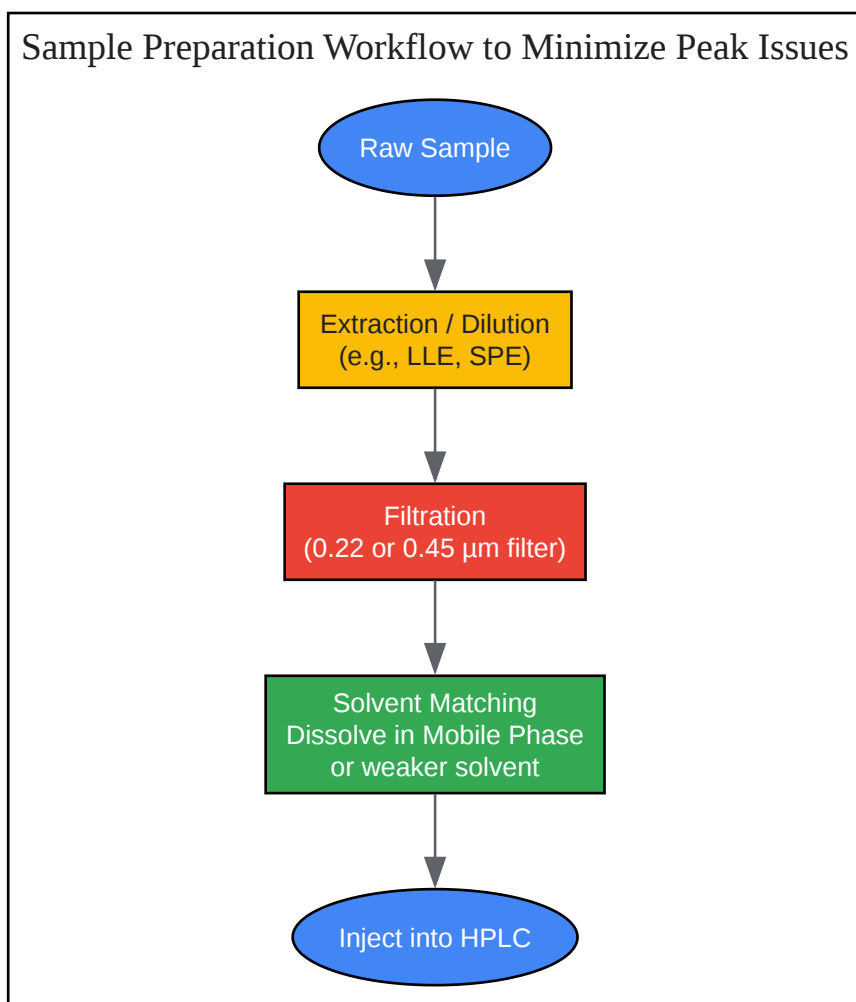 Sample Preparation Workflow to Minimize Peak Issues
Raw Sample
Extraction / Dilution
(e.g., LLE, SPE)
Filtration
(0.22 or 0.45 µm filter)
Solvent Matching
Dissolve in Mobile Phase
or weaker solvent
Inject into HPLC